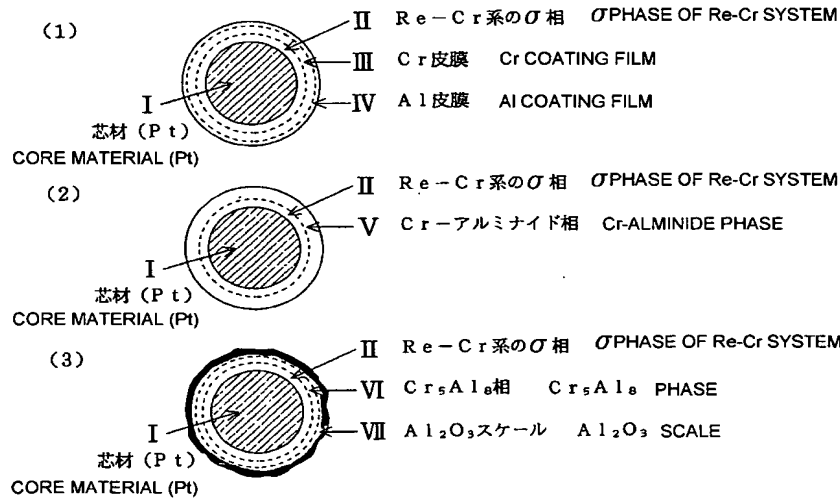 (1)
II Re-Cr系のσ相 σPHASE OF Re-Cr SYSTEM
III Cr皮膜 Cr COATING FILM
IV Al皮膜 Al COATING FILM
I
芯材(Pt)
CORE MATERIAL (Pt)
(2)
II Re-Cr系のσ相 σPHASE OF Re-Cr SYSTEM
V Cr-アルミナイド相 Cr-ALMINIDE PHASE
I
芯材(Pt)
CORE MATERIAL (Pt)
(3)
II Re-Cr系のσ相 σPHASE OF Re-Cr SYSTEM
VI Cr₅Al₈相 Cr₅Al₈ PHASE
VII Al₂O₃スケール Al₂O₃ SCALE
I
芯材(Pt)
CORE MATERIAL (Pt)